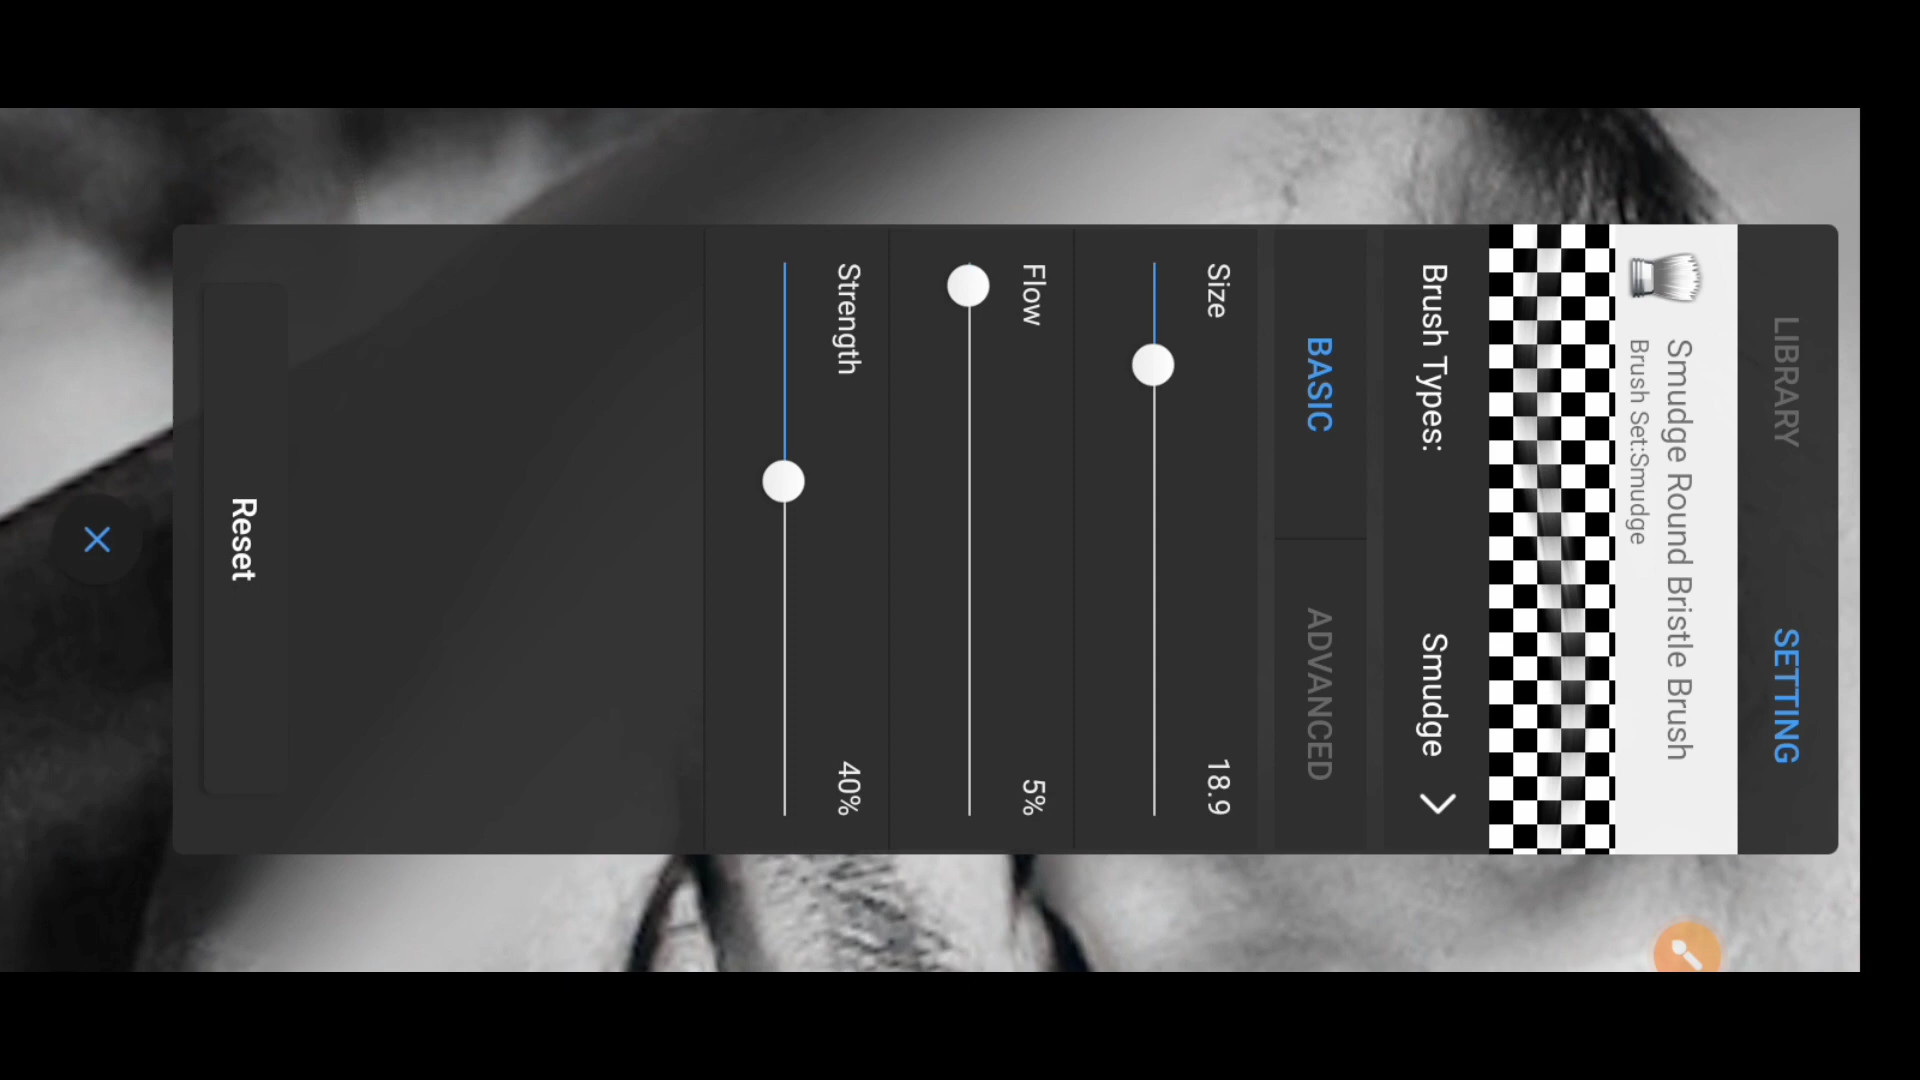 LIBRARY SETTING
Smudge Round Bristle Brush
Brush Set:Smudge
Brush Types: Smudge
BASIC ADVANCED
Size 18.9
Flow 5%
Strength 40%
Reset